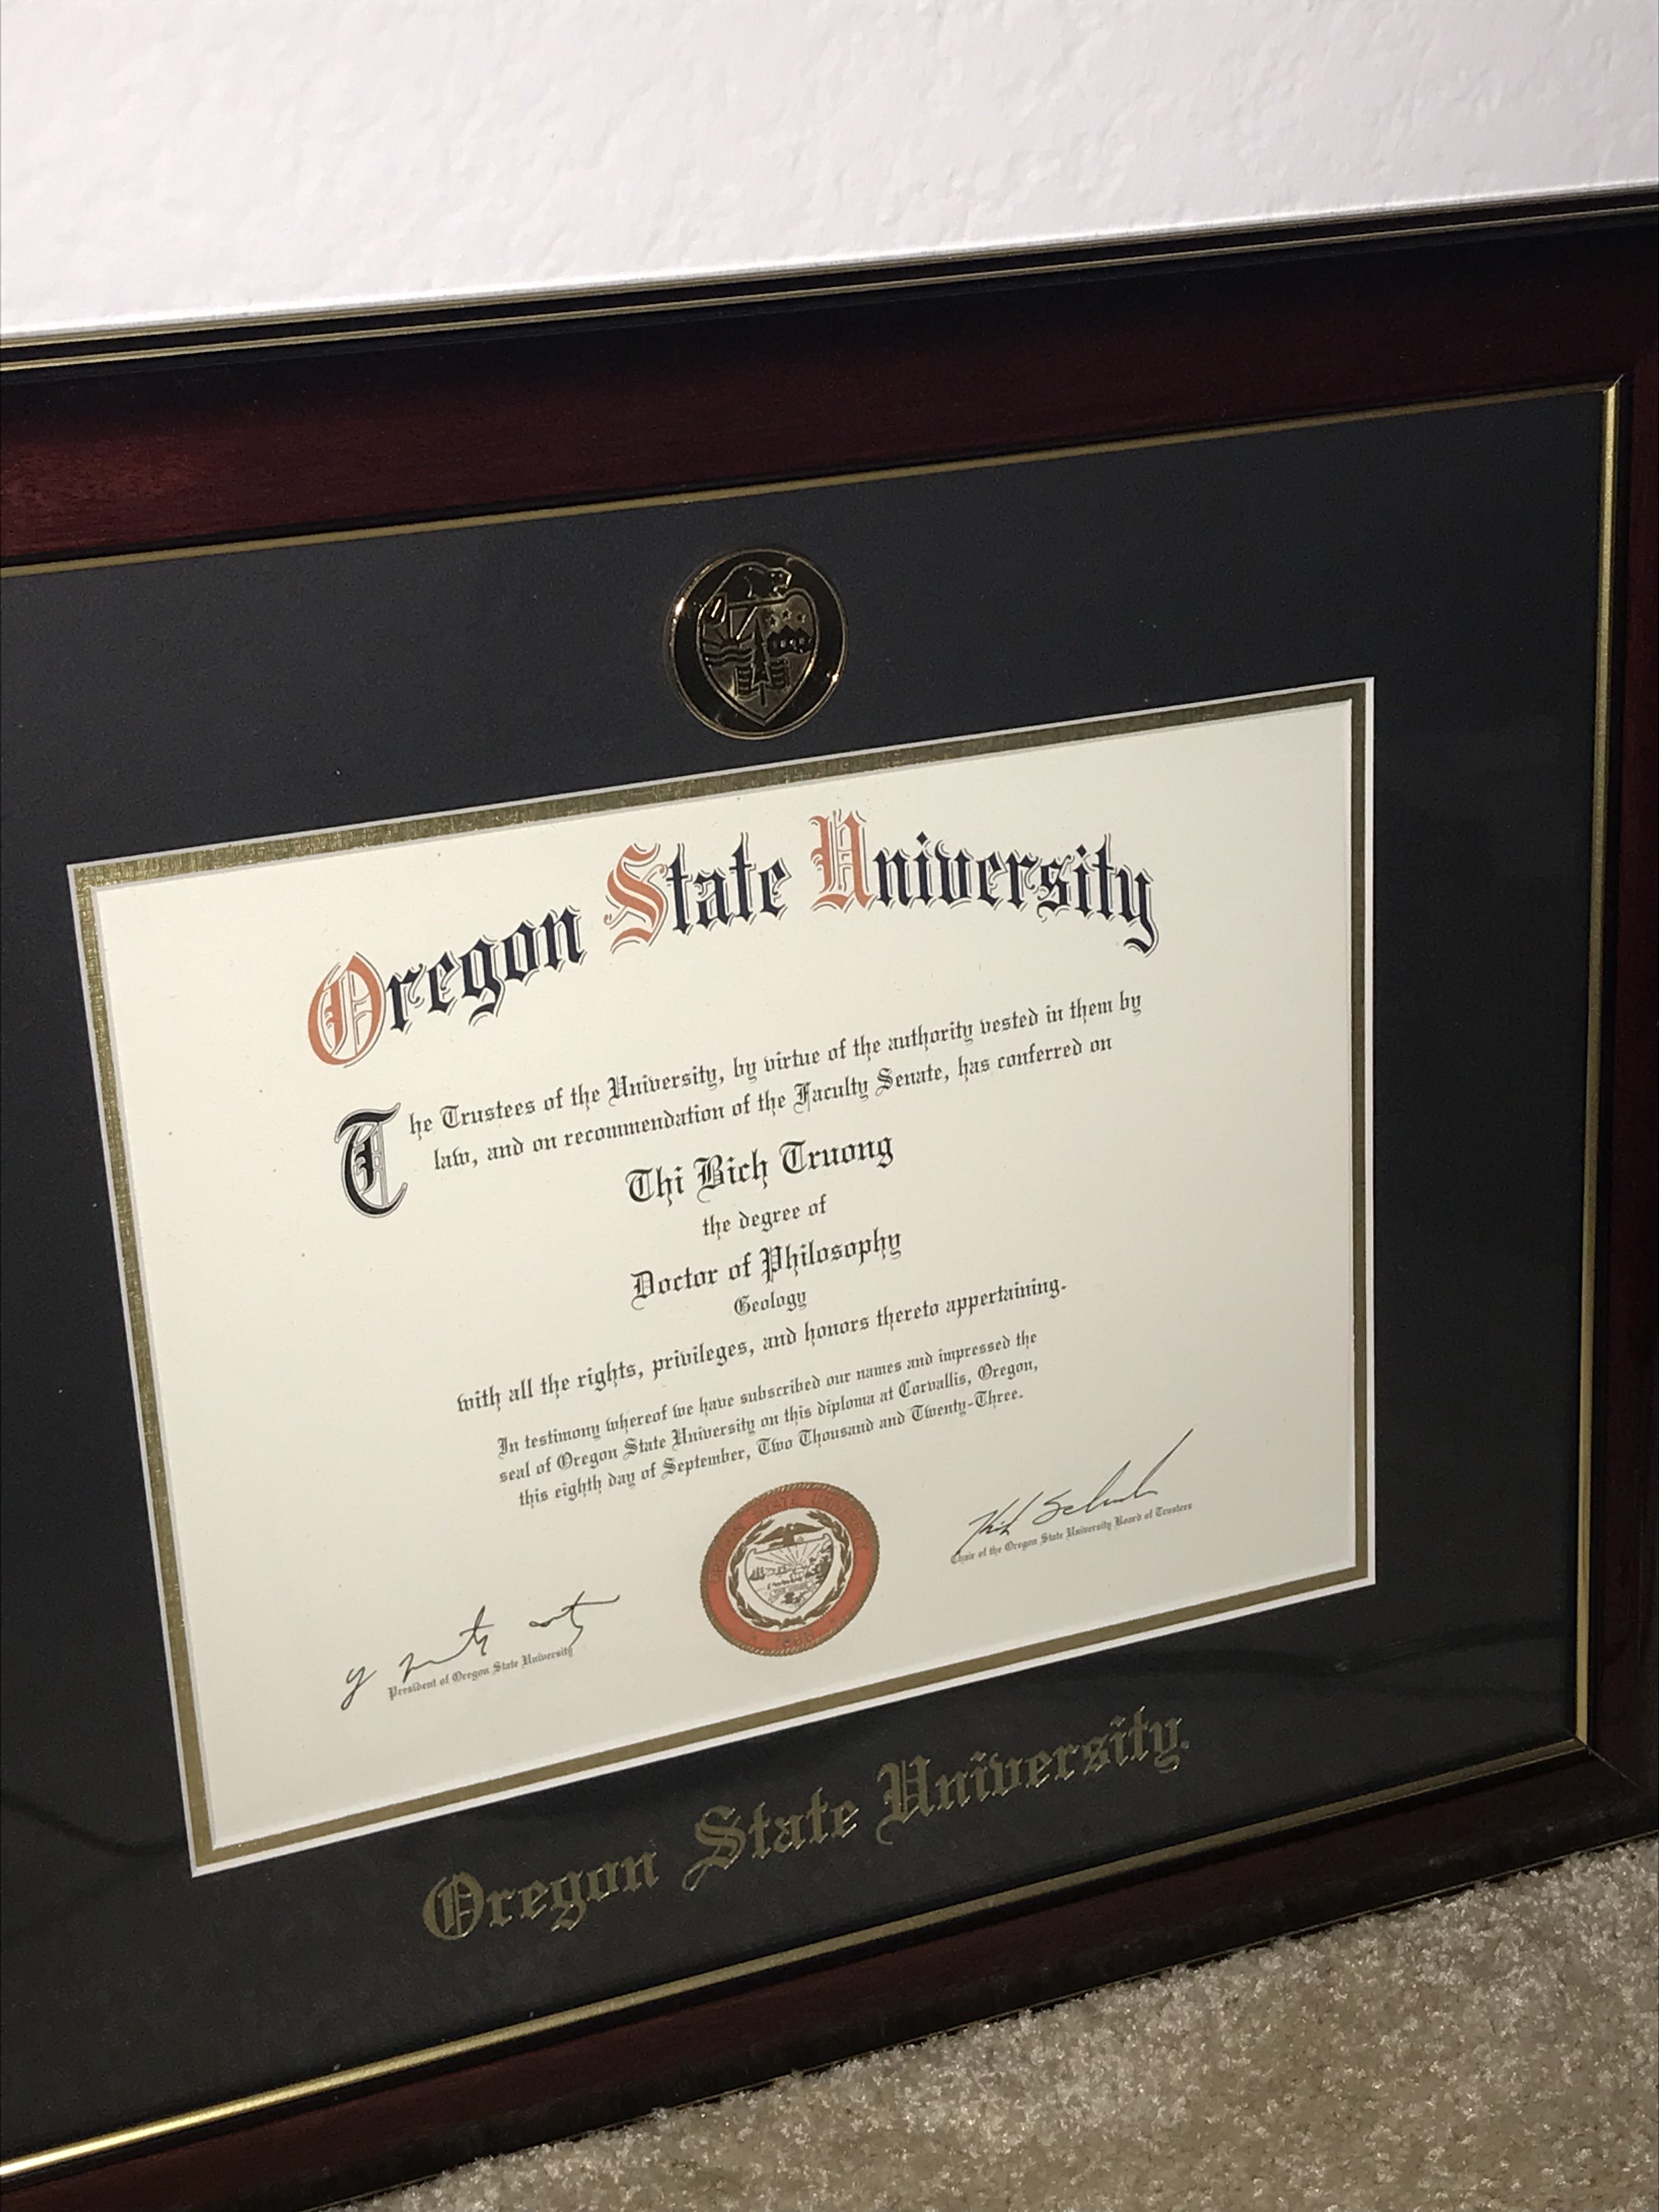 Oregon State University
The Trustees of the University, by virtue of the authority vested in them by
law, and on recommendation of the Faculty Senate, has conferred on
Thi Bich Truong
the degree of
Doctor of Philosophy
Geology
with all the rights, privileges, and honors thereto appertaining.
In testimony whereof we have subscribed our names and impressed the
seal of Oregon State University on this diploma at Corvallis, Oregon,
this eighth day of September, Two Thousand and Twenty-Three.
Chair of the Oregon State University Board of Trustees
President of Oregon State University
Oregon State University